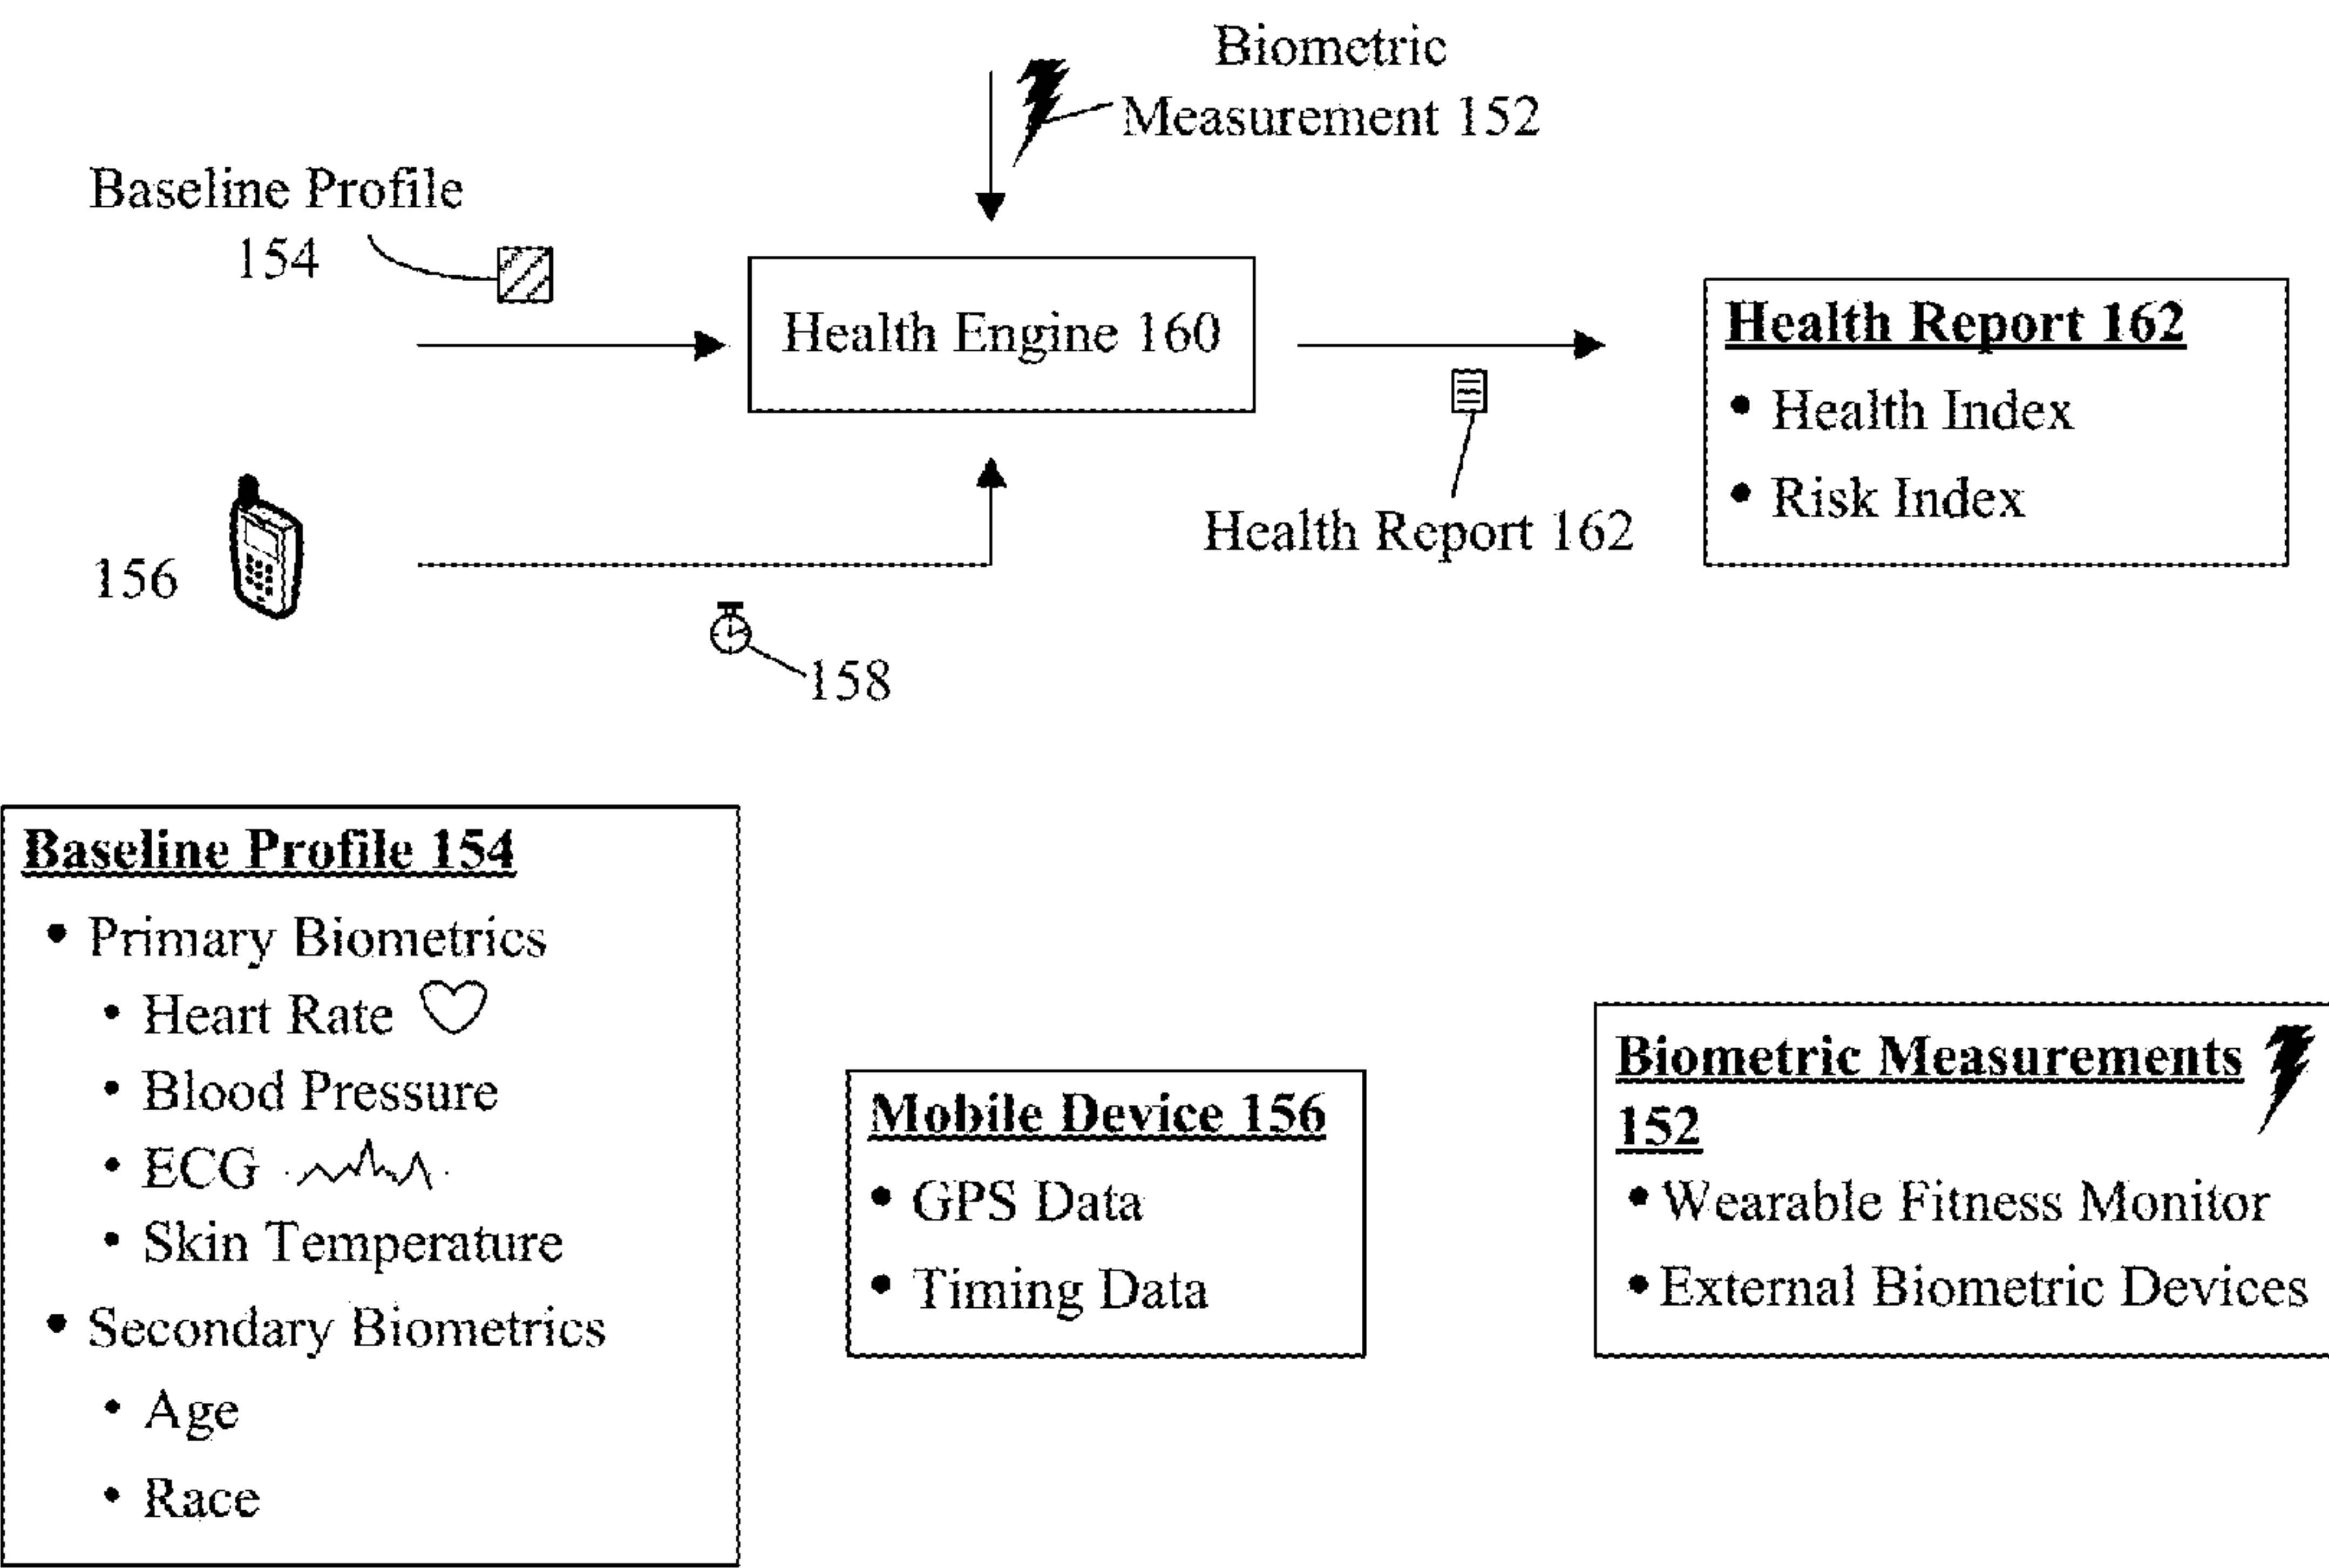 Biometric
Measurement 152
Baseline Profile
154
Health Engine 160
Health Report 162
• Health Index
• Risk Index
Health Report 162
156
158
Baseline Profile 154
• Primary Biometrics
• Heart Rate
• Blood Pressure
• ECG
• Skin Temperature
• Secondary Biometrics
• Age
• Race
Mobile Device 156
• GPS Data
• Timing Data
Biometric Measurements
152
• Wearable Fitness Monitor
• External Biometric Devices